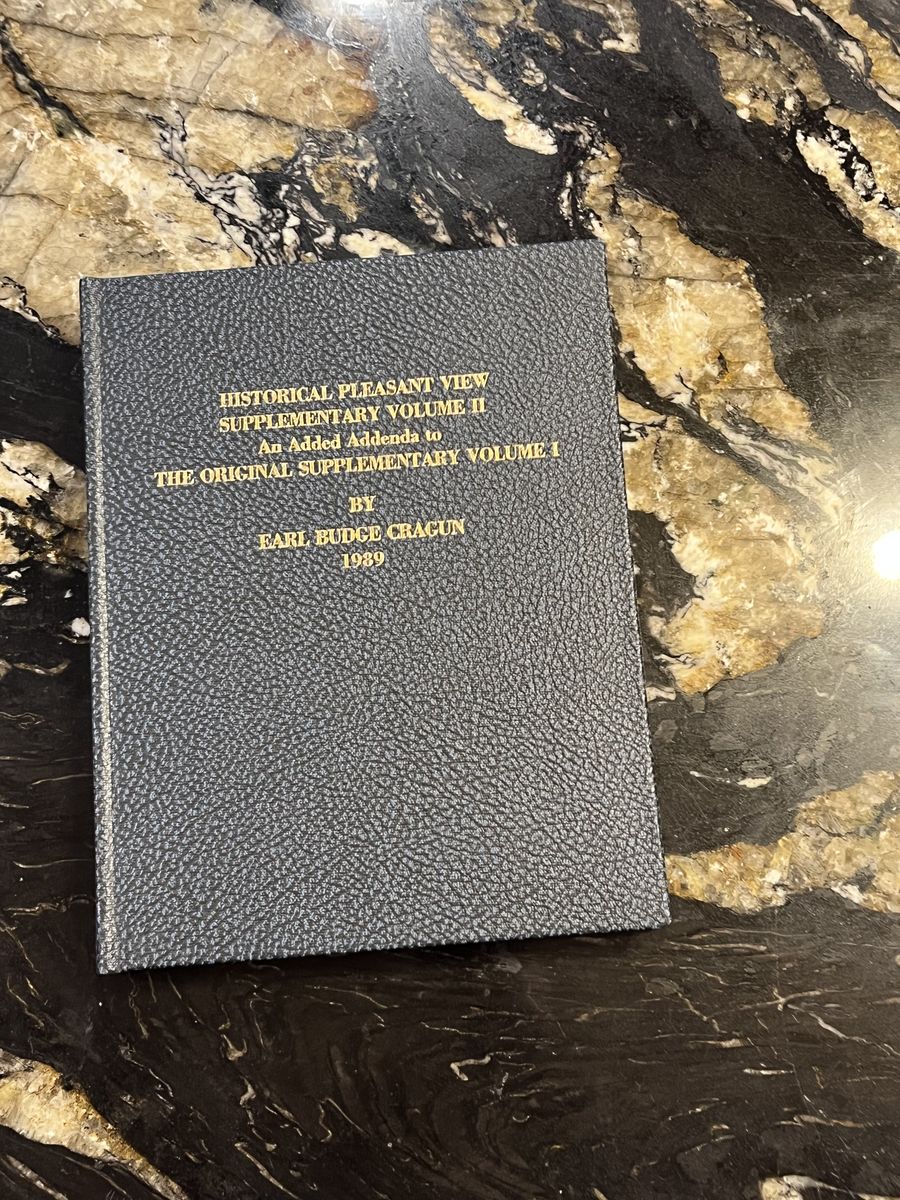 HISTORICAL PLEASANT VIEW
SUPPLEMENTARY VOLUME II
An Added Addenda to
THE ORIGINAL SUPPLEMENTARY VOLUME I
BY
EARL BUDGE CRAGUN
1989